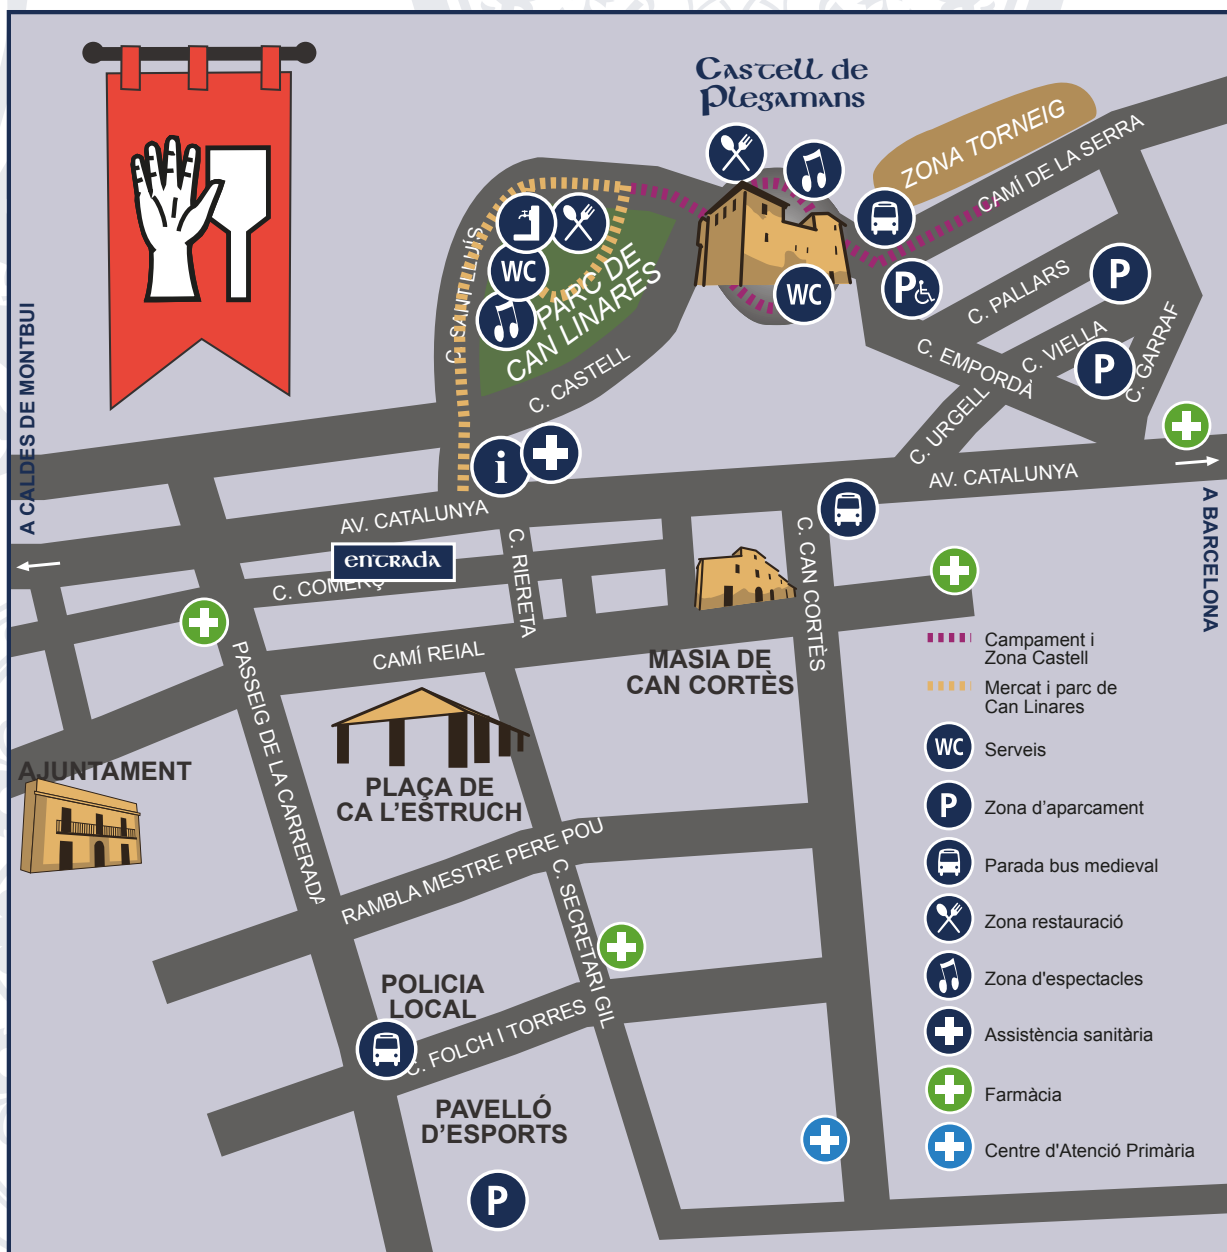 Castell de
Plegamans
ZONA TORNEIG
CAMÍ DE LA SERRA
C. SANT LLUÍS
WC
PARC DE
CAN LINARES
WC
P
C. PALLARS
P
C. VIELLA
P
C. GARRAF
C. EMPORDÀ
C. CASTELL
C. URGELL
A CALDES DE MONTBUI
i
AV. CATALUNYA
AV. CATALUNYA
A BARCELONA
entrada
C. COMERÇ
C. RIERETA
C. CAN CORTÈS
CAMÍ REIAL
MASIA DE
CAN CORTÈS
PASSEIG DE LA CARRERADA
AJUNTAMENT
PLAÇA DE
CA L'ESTRUCH
RAMBLA MESTRE PERE POU
C. SECRETARI GIL
POLICIA
LOCAL
C. FOLCH I TORRES
PAVELLÓ
D'ESPORTS
P
Campament i
Zona Castell
Mercat i parc de
Can Linares
WC Serveis
P Zona d'aparcament
Parada bus medieval
Zona restauració
Zona d'espectacles
Assistència sanitària
Farmàcia
Centre d'Atenció Primària